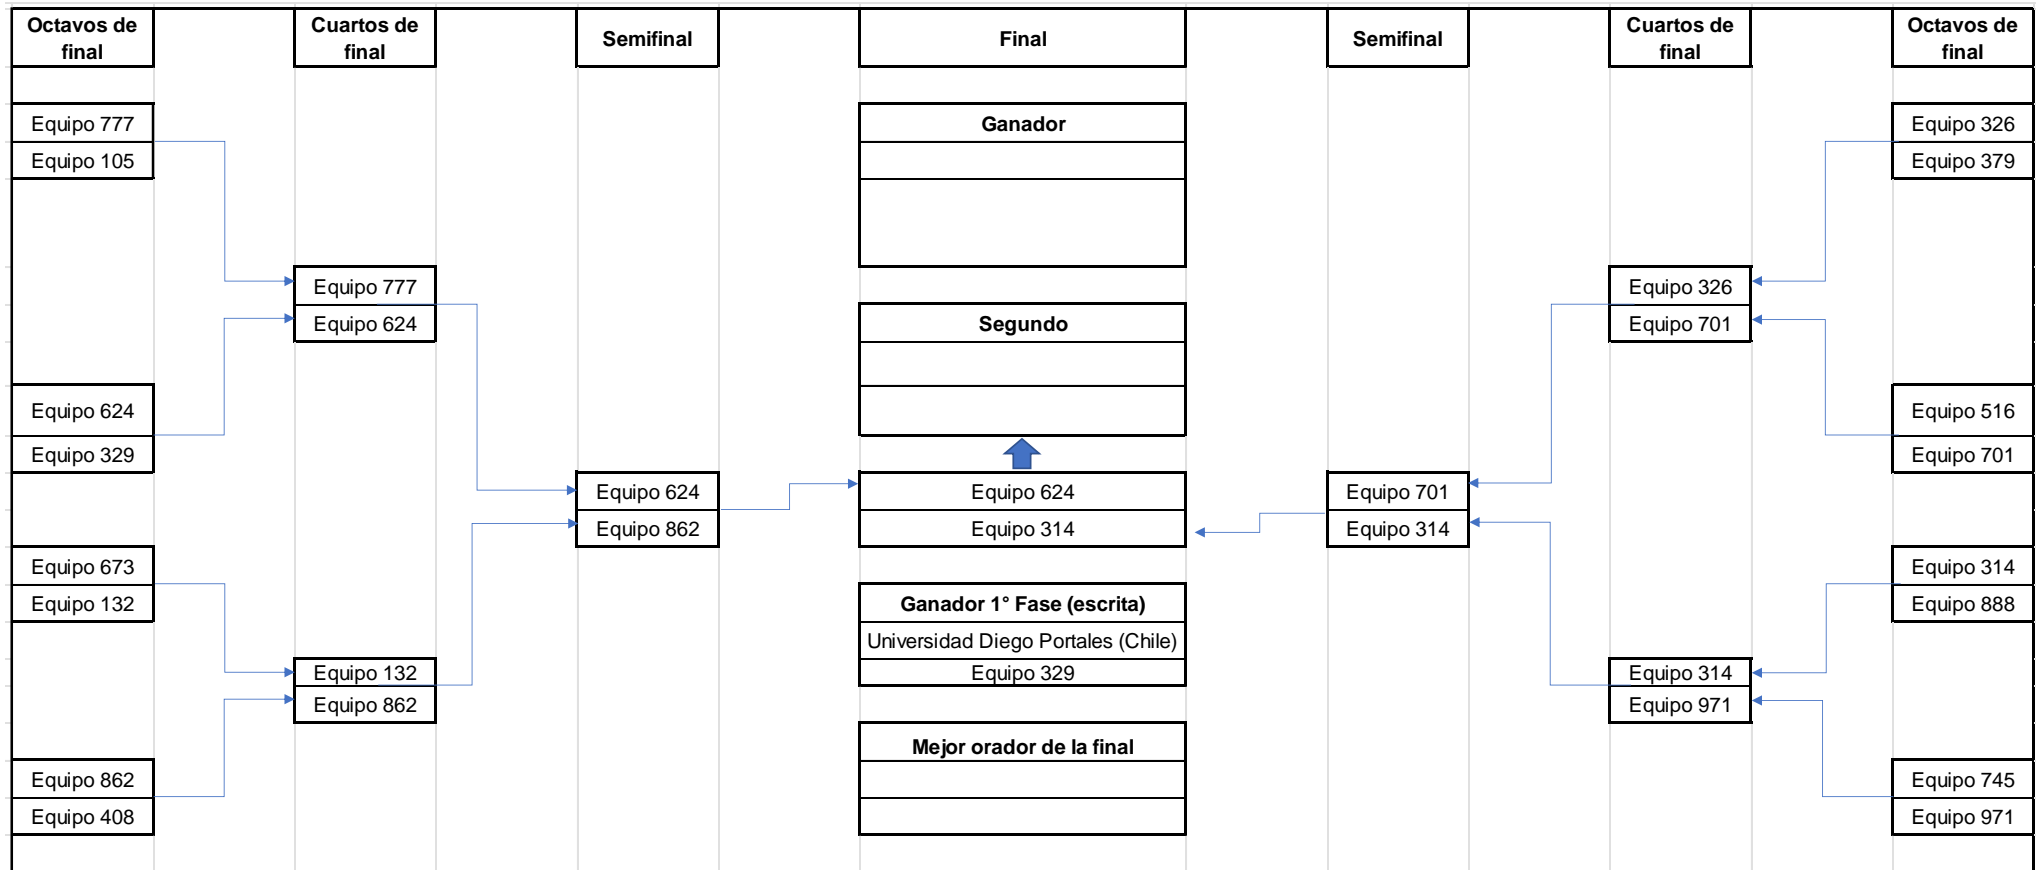 Octavos de
final
Cuartos de
final
Semifinal
Final
Semifinal
Cuartos de
final
Octavos de
final
Equipo 777
Equipo 105
Ganador
Equipo 326
Equipo 379
Equipo 777
Equipo 624
Segundo
Equipo 326
Equipo 701
Equipo 624
Equipo 329
Equipo 516
Equipo 701
Equipo 624
Equipo 862
Equipo 624
Equipo 314
Equipo 701
Equipo 314
Equipo 673
Equipo 132
Ganador 1° Fase (escrita)
Universidad Diego Portales (Chile)
Equipo 329
Equipo 314
Equipo 888
Equipo 132
Equipo 862
Equipo 314
Equipo 971
Mejor orador de la final
Equipo 862
Equipo 408
Equipo 745
Equipo 971